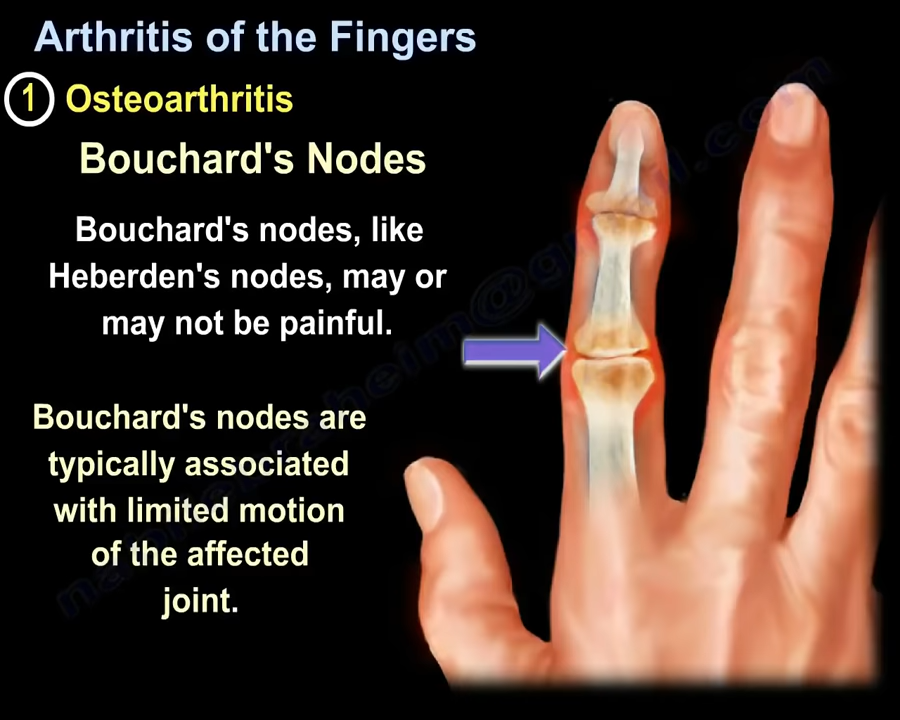 Arthritis of the Fingers
1 Osteoarthritis
Bouchard's Nodes
Bouchard's nodes, like
Heberden's nodes, may or
may not be painful.
Bouchard's nodes are
typically associated
with limited motion
of the affected
joint.